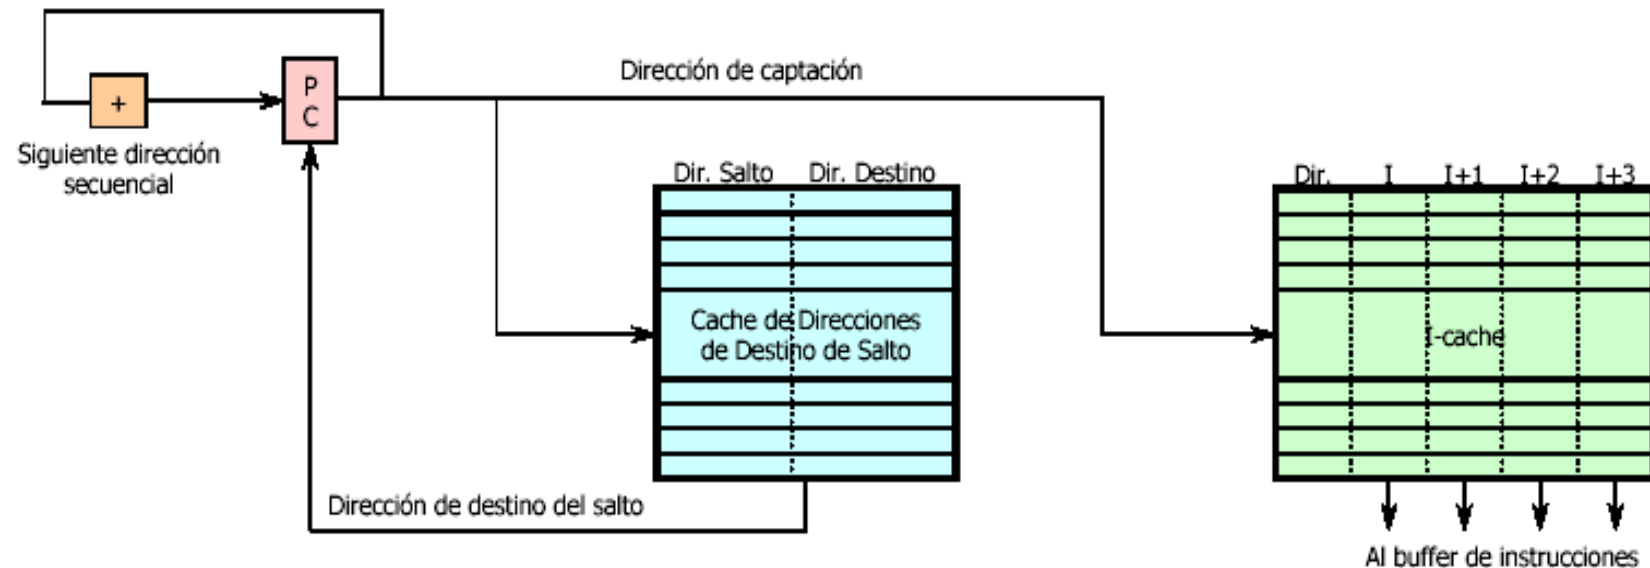 P
C
+
Dirección de captación
Siguiente dirección
secuencial
Dir. Salto Dir. Destino
Dir. I I+1 I+2 I+3
Cache de Direcciones
de Destino de Salto
I-cache
Dirección de destino del salto
Al buffer de instrucciones